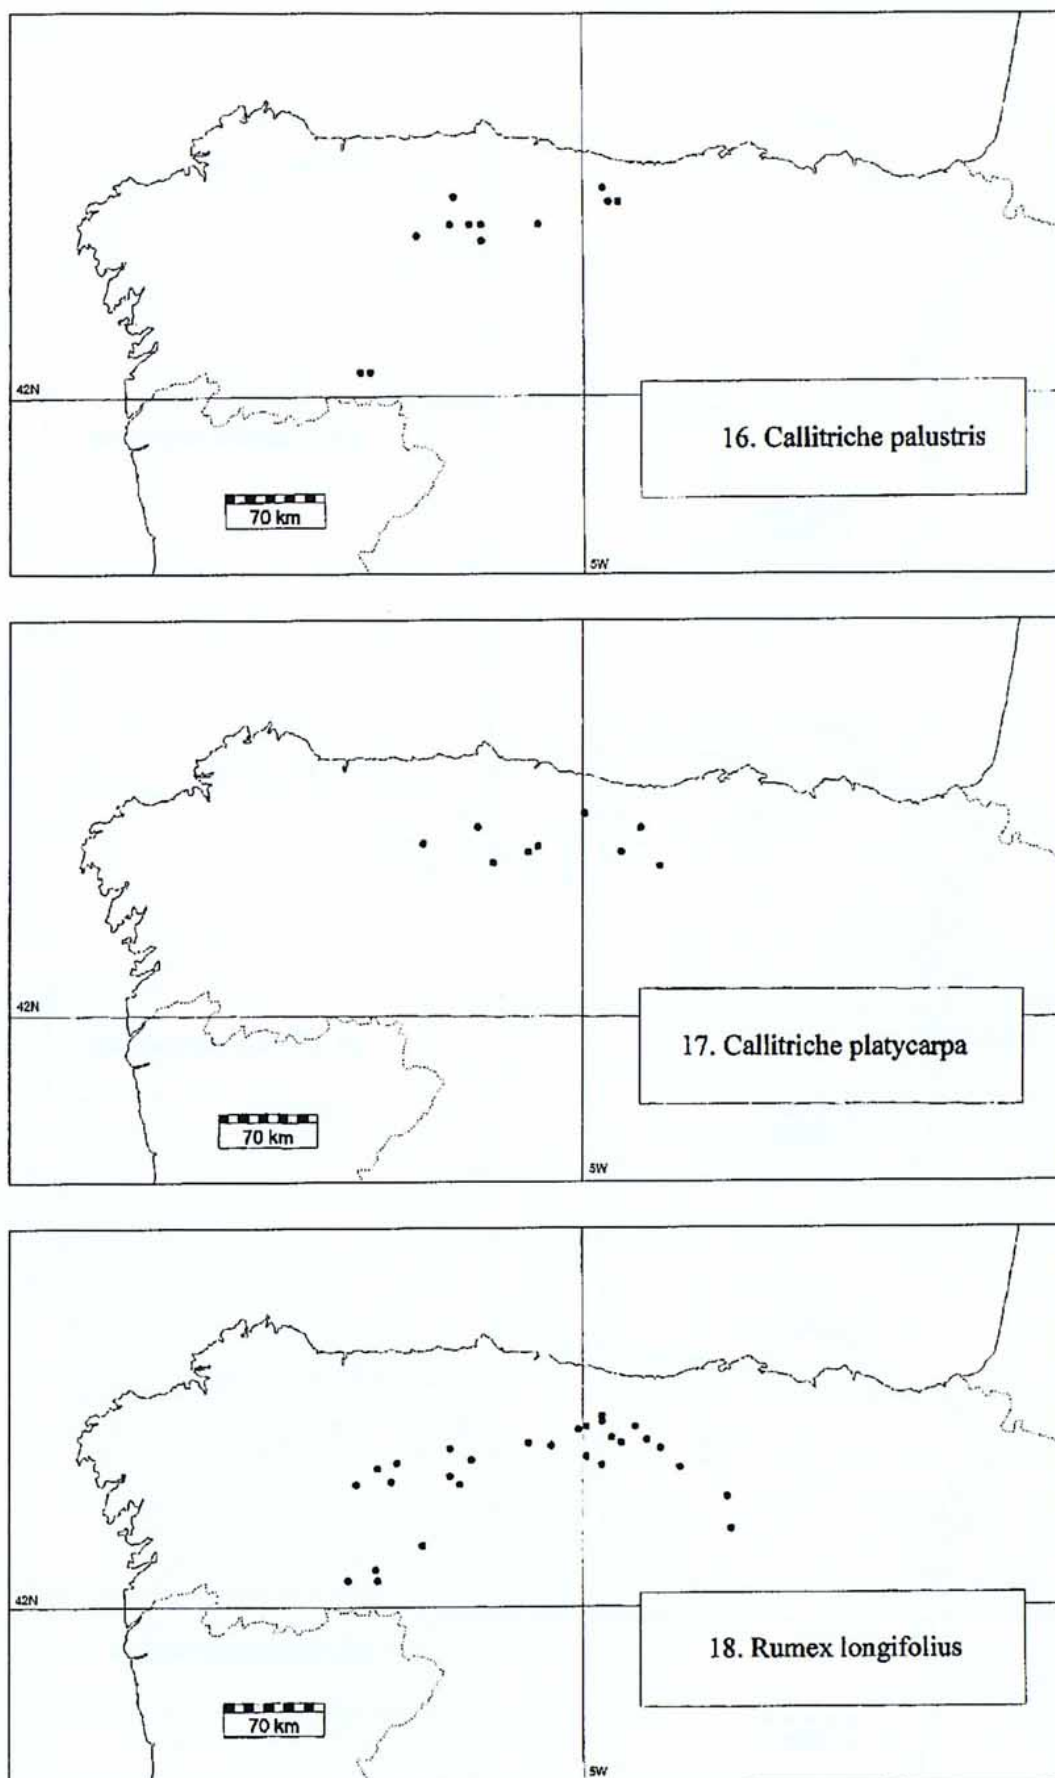 42N
16. Callitriche palustris
70 km
5W
42N
17. Callitriche platycarpa
70 km
5W
42N
18. Rumex longifolius
70 km
5W